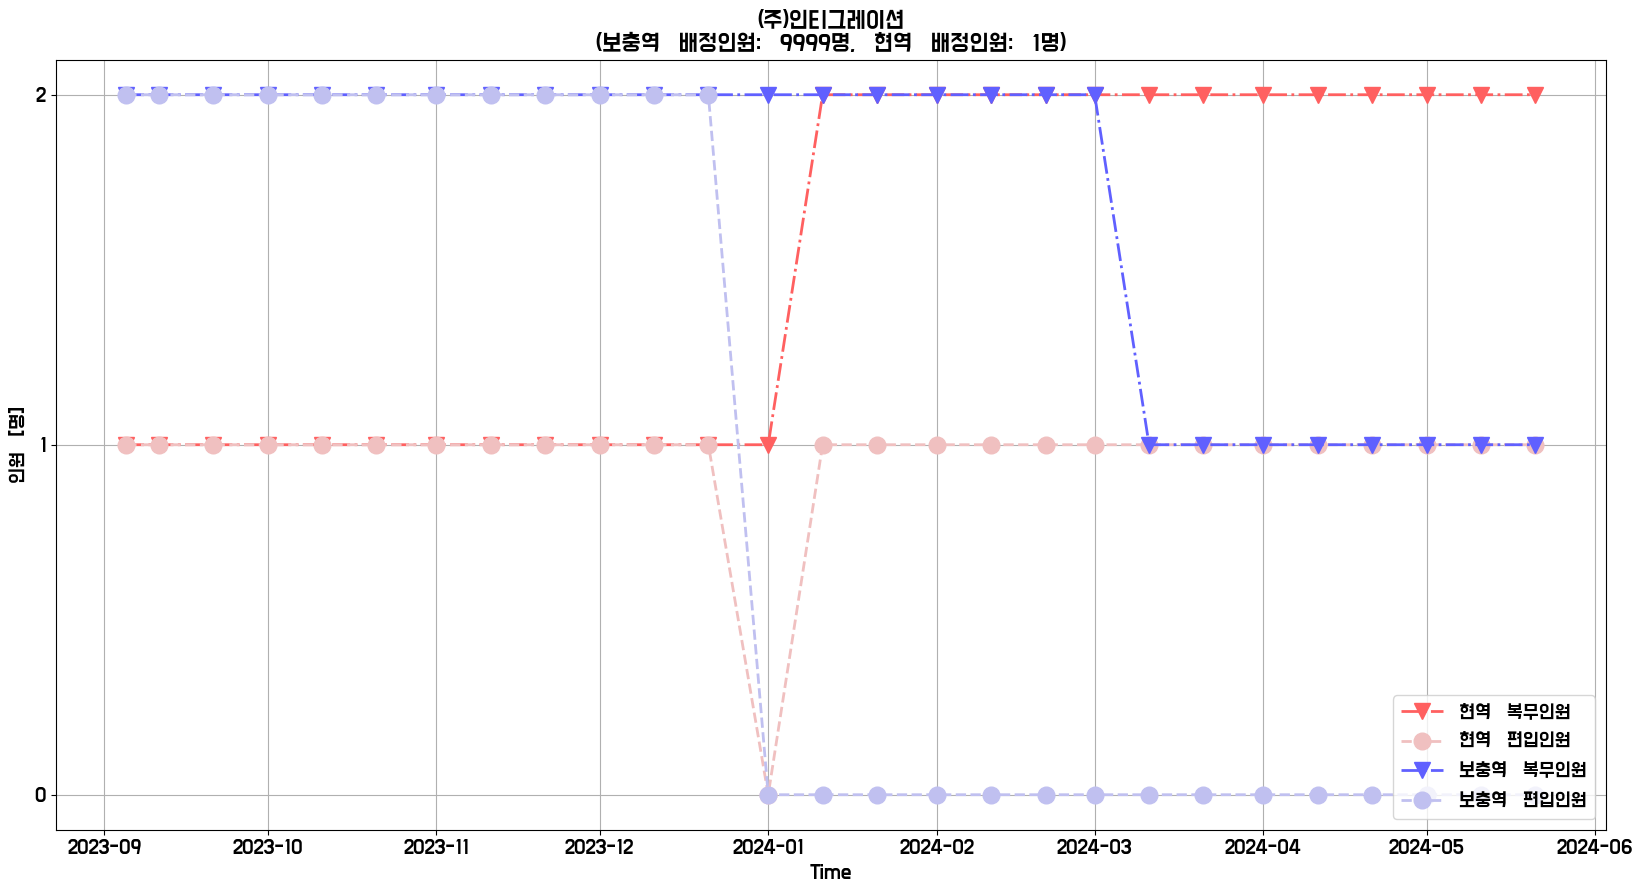 (주)인티그레이션
(보충역 배정인원: 9999명, 현역 배정인원: 1명)
2
1
0
인원 [명]
2023-09 2023-10 2023-11 2023-12 2024-01 2024-02 2024-03 2024-04 2024-05 2024-06
Time
현역 복무인원
현역 편입인원
보충역 복무인원
보충역 편입인원